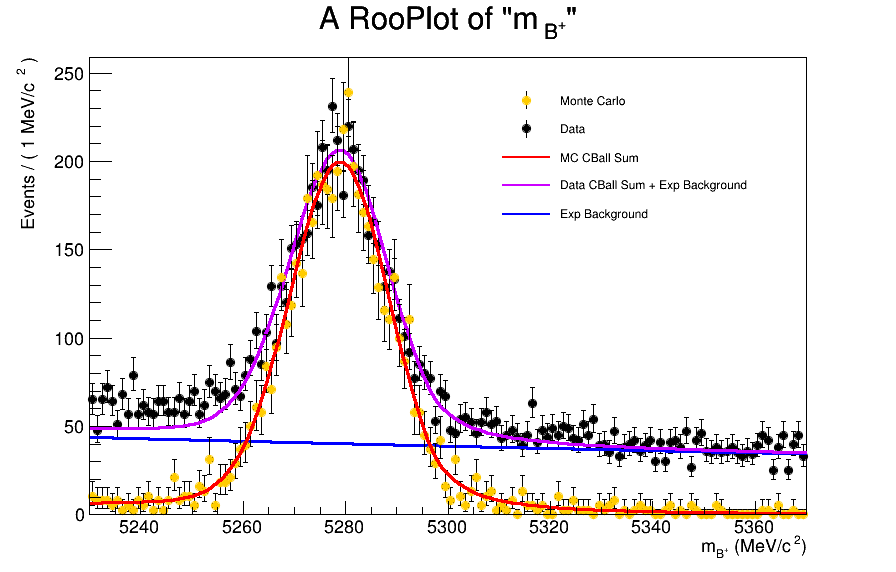 A RooPlot of "m B+"
Events / ( 1 MeV/c 2 )
250
200
150
100
50
0
Monte Carlo
Data
MC CBall Sum
Data CBall Sum + Exp Background
Exp Background
5240 5260 5280 5300 5320 5340 5360
m B+ (MeV/c 2 )